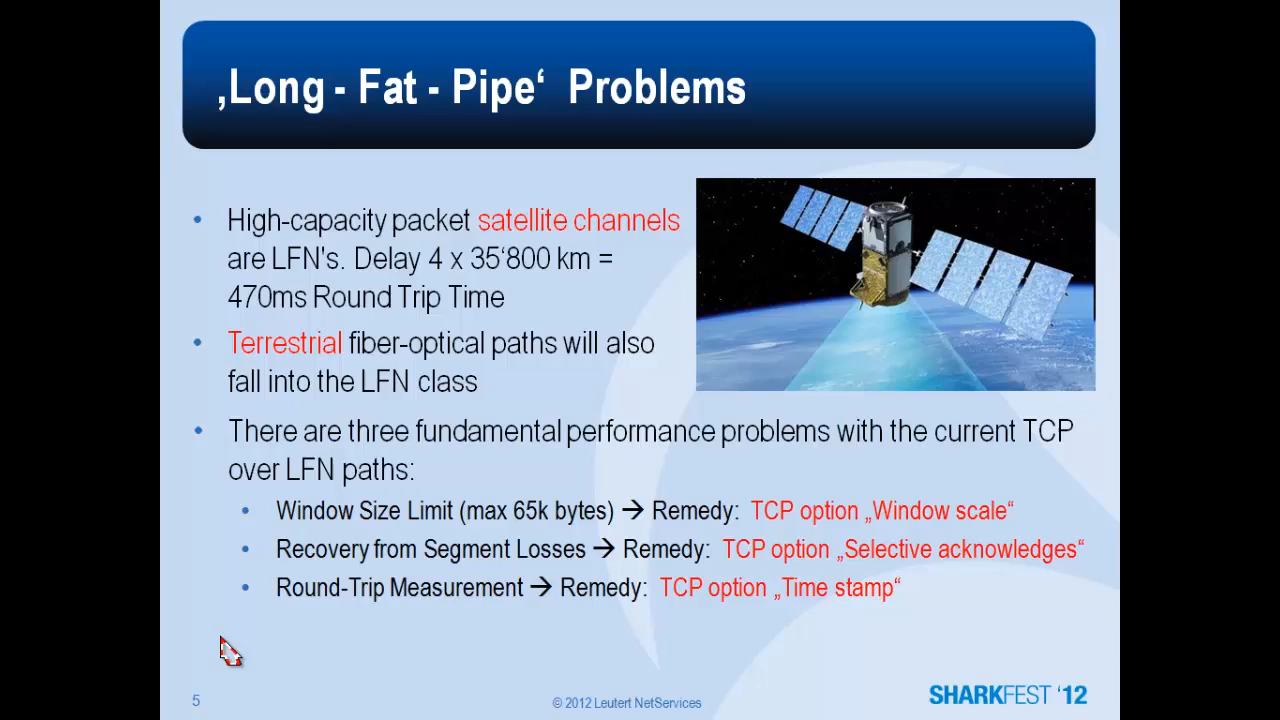 ‚Long - Fat - Pipe‘ Problems
• High-capacity packet satellite channels
are LFN's. Delay 4 x 35‘800 km =
470ms Round Trip Time
• Terrestrial fiber-optical paths will also
fall into the LFN class
• There are three fundamental performance problems with the current TCP
over LFN paths:
• Window Size Limit (max 65k bytes) → Remedy: TCP option „Window scale“
• Recovery from Segment Losses → Remedy: TCP option „Selective acknowledges“
• Round-Trip Measurement → Remedy: TCP option „Time stamp“
5
© 2012 Leutert NetServices
SHARKFEST ‘12